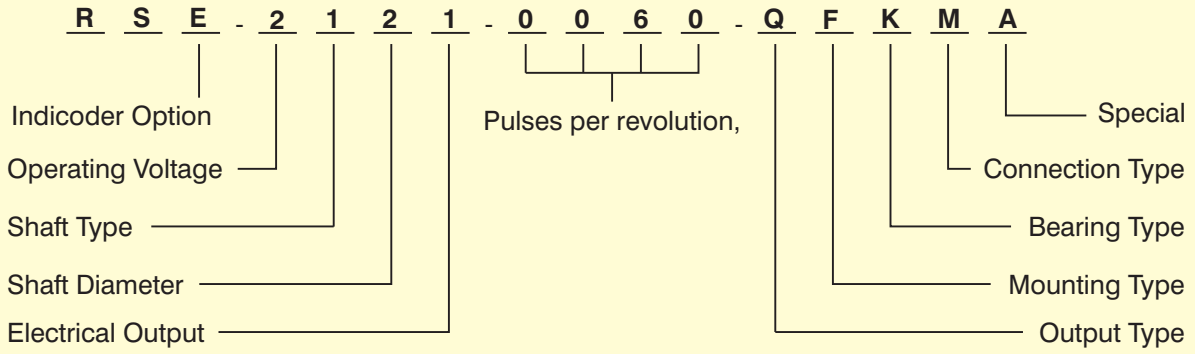 R S E - 2 1 2 1 - 0 0 6 0 - Q F K M A
Indicoder Option
Pulses per revolution,
Special
Operating Voltage
Connection Type
Shaft Type
Bearing Type
Shaft Diameter
Mounting Type
Electrical Output
Output Type